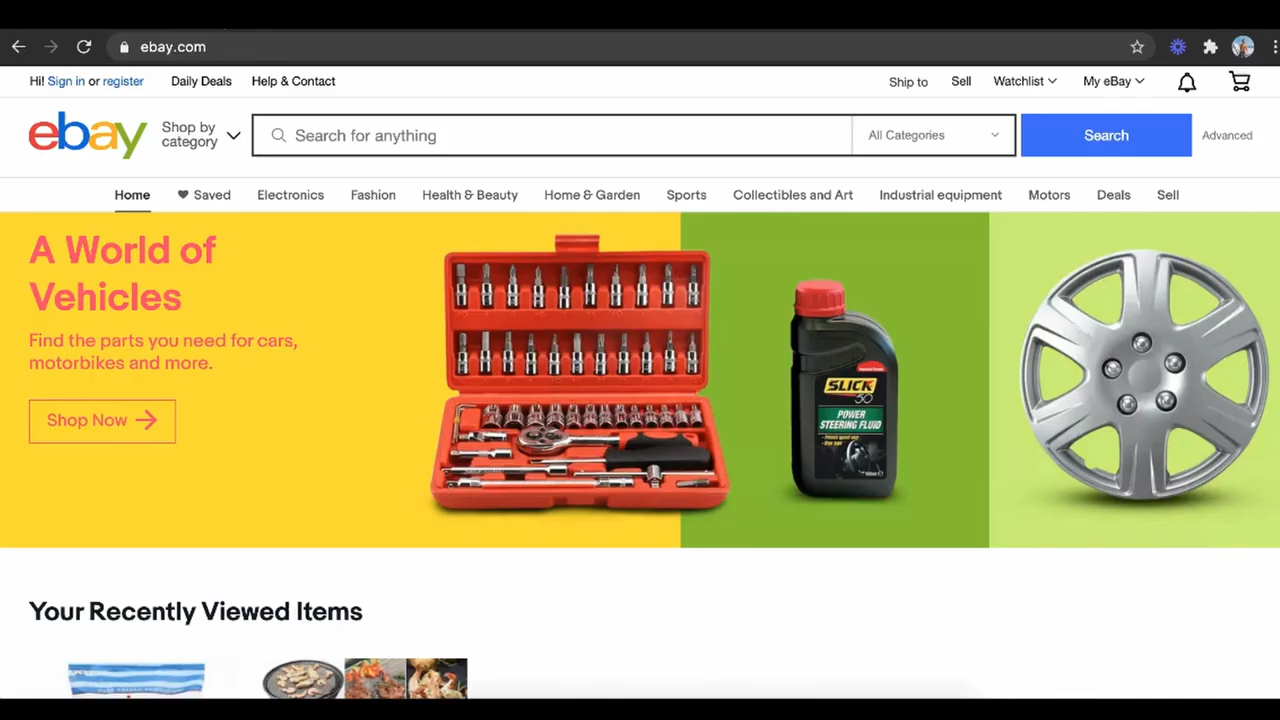 ebay.com
Hi! Sign in or register
Daily Deals
Help & Contact
Ship to
Sell
Watchlist
My eBay
ebay
Shop by
category
Search for anything
All Categories
Search
Advanced
Home
Saved
Electronics
Fashion
Health & Beauty
Home & Garden
Sports
Collectibles and Art
Industrial equipment
Motors
Deals
Sell
A World of
Vehicles
Find the parts you need for cars,
motorbikes and more.
Shop Now
SLICK
50
POWER
STEERING FLUID
Your Recently Viewed Items